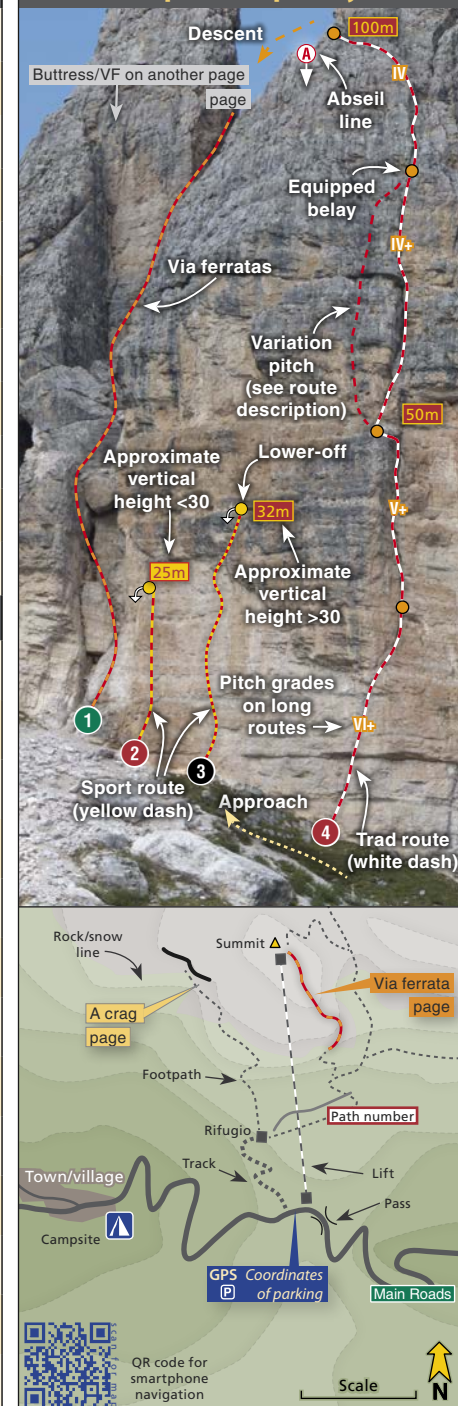 Descent
100m
A
IV
Buttress/VF on another page
page
Abseil
line
Equipped
belay
IV+
Via ferratas
Variation
pitch
(see route
description)
50m
Approximate
vertical
height <30
Lower-off
32m
V+
25m
Approximate
vertical
height >30
Pitch grades
on long
routes
VI+
1
2
3
Sport route
(yellow dash)
Approach
4
Trad route
(white dash)
Rock/snow
line
Summit
Via ferrata
page
A crag
page
Footpath
Path number
Rifugio
Track
Lift
Town/village
Pass
Campsite
GPS Coordinates
P of parking
Main Roads
scan for map
QR code for
smartphone
navigation
Scale
N